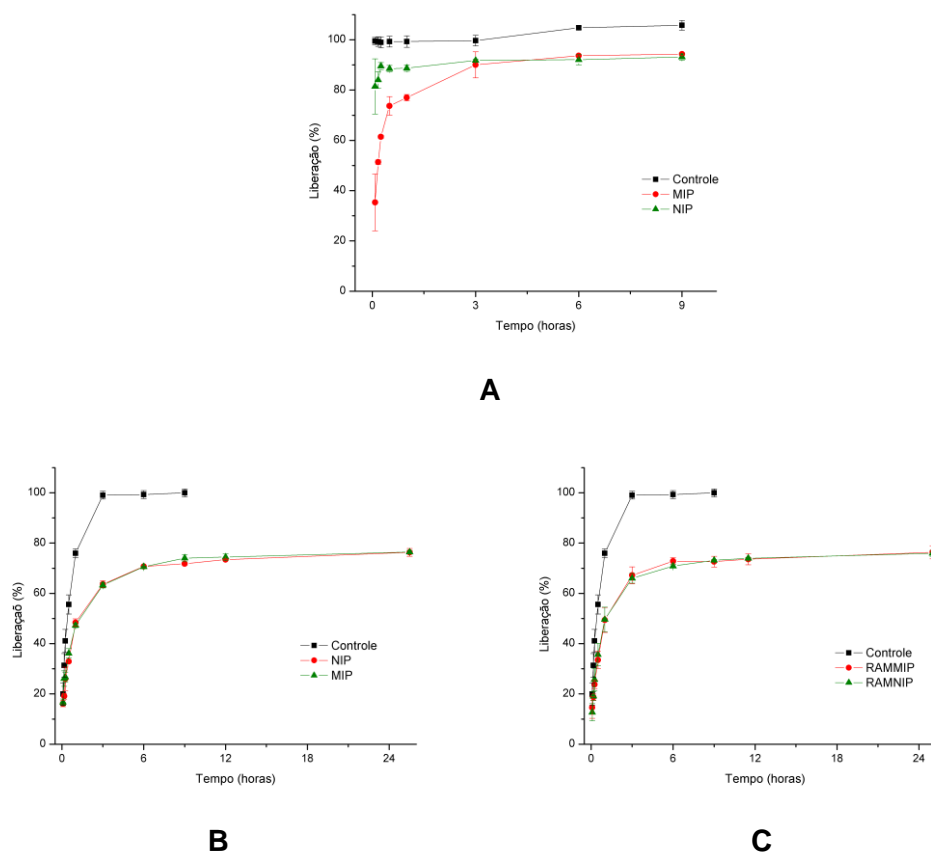 100
80
60
40
20
0
Liberação (%)
Controle
MIP
NIP
0
3
6
9
Tempo (horas)
A
100
80
60
40
20
0
Liberaçaõ (%)
Controle
NIP
MIP
0
6
12
18
24
Tempo (horas)
B
100
80
60
40
20
0
Liberação (%)
Controle
RAMMIP
RAMNIP
0
6
12
18
24
Tempo (horas)
C